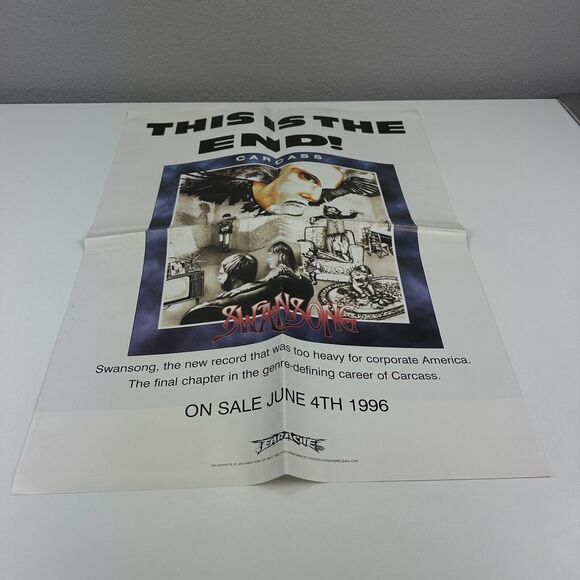 THIS IS THE
END!
CARCASS
SWANSONG
Swansong, the new record that was too heavy for corporate America.
The final chapter in the genre-defining career of Carcass.
ON SALE JUNE 4TH 1996
EARACHE